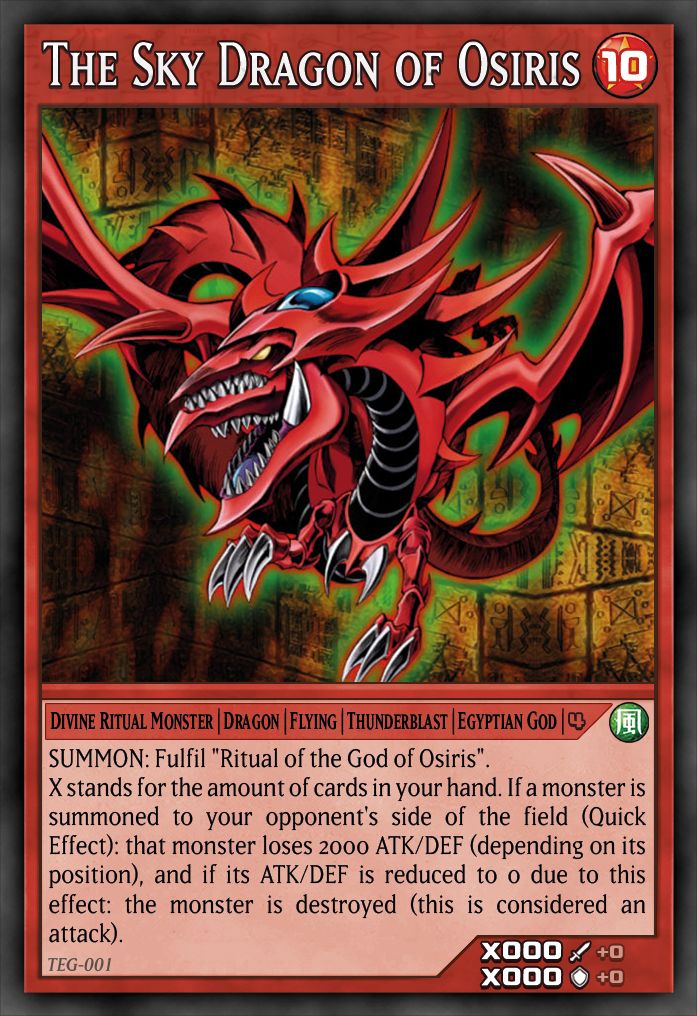 The Sky Dragon of Osiris 10
Divine Ritual Monster | Dragon | Flying | Thunderblast | Egyptian God | 風
SUMMON: Fulfil "Ritual of the God of Osiris".
X stands for the amount of cards in your hand. If a monster is
summoned to your opponent's side of the field (Quick
Effect): that monster loses 2000 ATK/DEF (depending on its
position), and if its ATK/DEF is reduced to 0 due to this
effect: the monster is destroyed (this is considered an
attack).
TEG-001
X000 +0
X000 +0